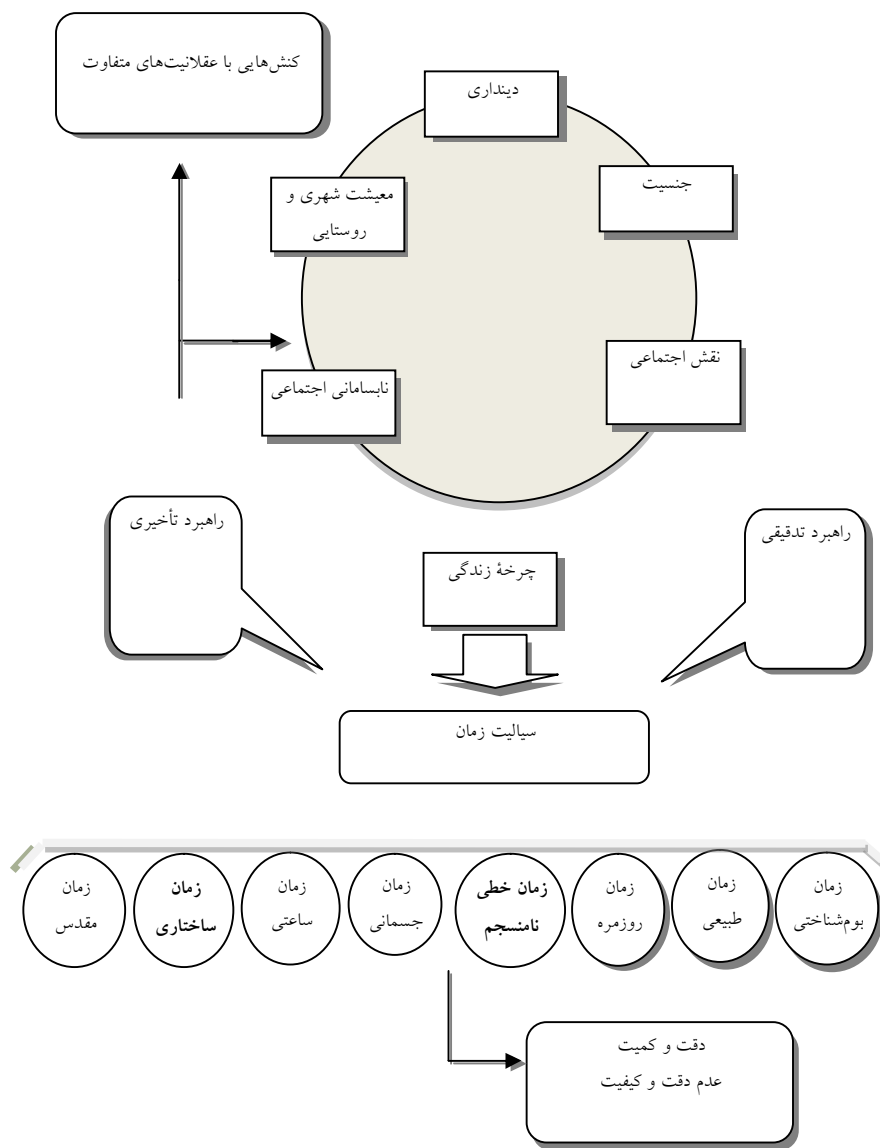 کنش‌هایی با عقلانیت‌های متفاوت
دینداری
جنسیت
معیشت شهری و
روستایی
نقش اجتماعی
نابسامانی اجتماعی
راهبرد تدقیقی
راهبرد تأخیری
چرخهٔ زندگی
سیالیت زمان
زمان
بوم‌شناختی
زمان
طبیعی
زمان
روزمره
زمان خطی
نامنسجم
زمان
جسمانی
زمان
ساعتی
زمان
ساختاری
زمان
مقدس
دقت و کمیت
عدم دقت و کیفیت